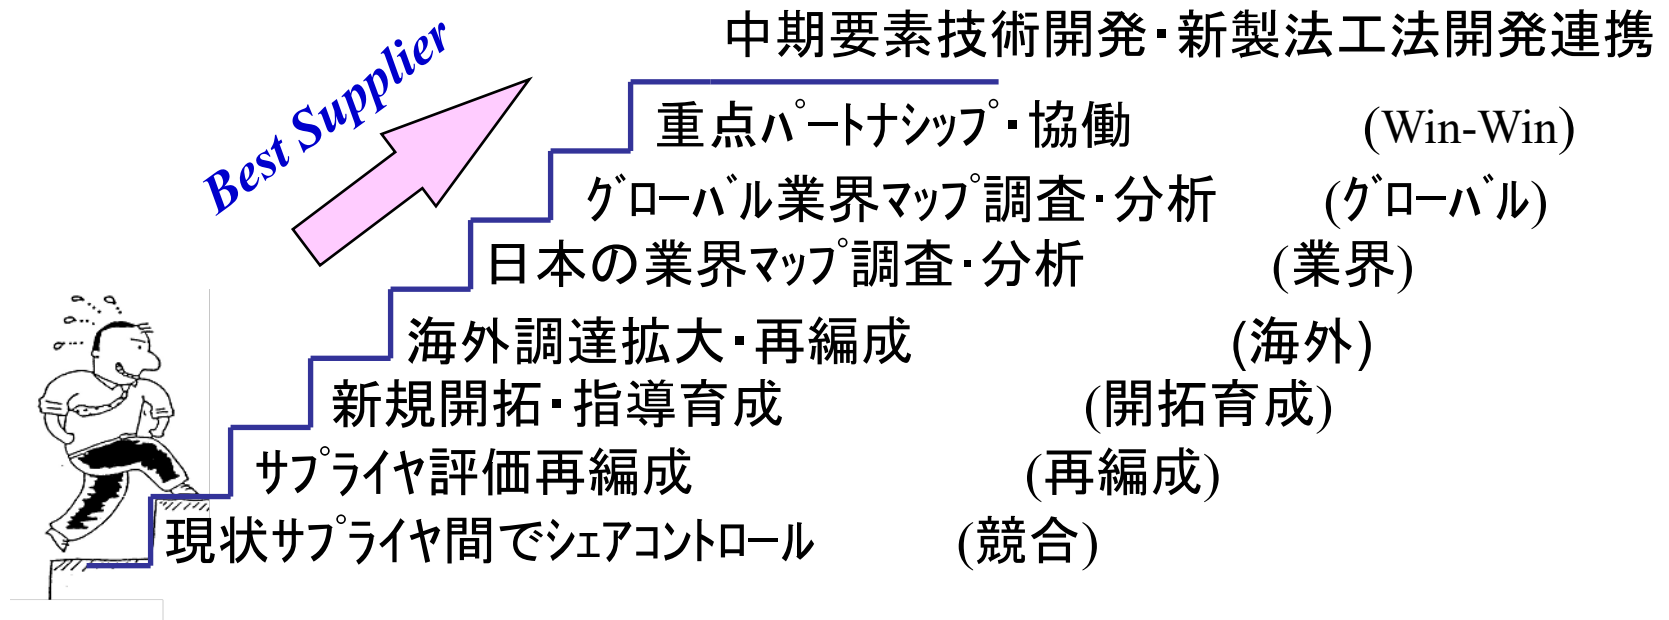 中期要素技術開発・新製法工法開発連携
Best Supplier
重点ﾊﾟｰﾄﾅｼｯﾌﾟ・協働 (Win-Win)
ｸﾞﾛｰﾊﾞﾙ業界ﾏｯﾌﾟ調査・分析 (ｸﾞﾛｰﾊﾞﾙ)
日本の業界ﾏｯﾌﾟ調査・分析 (業界)
海外調達拡大・再編成 (海外)
新規開拓・指導育成 (開拓育成)
ｻﾌﾟﾗｲﾔ評価再編成 (再編成)
現状ｻﾌﾟﾗｲﾔ間でｼｪｱｺﾝﾄﾛｰﾙ (競合)